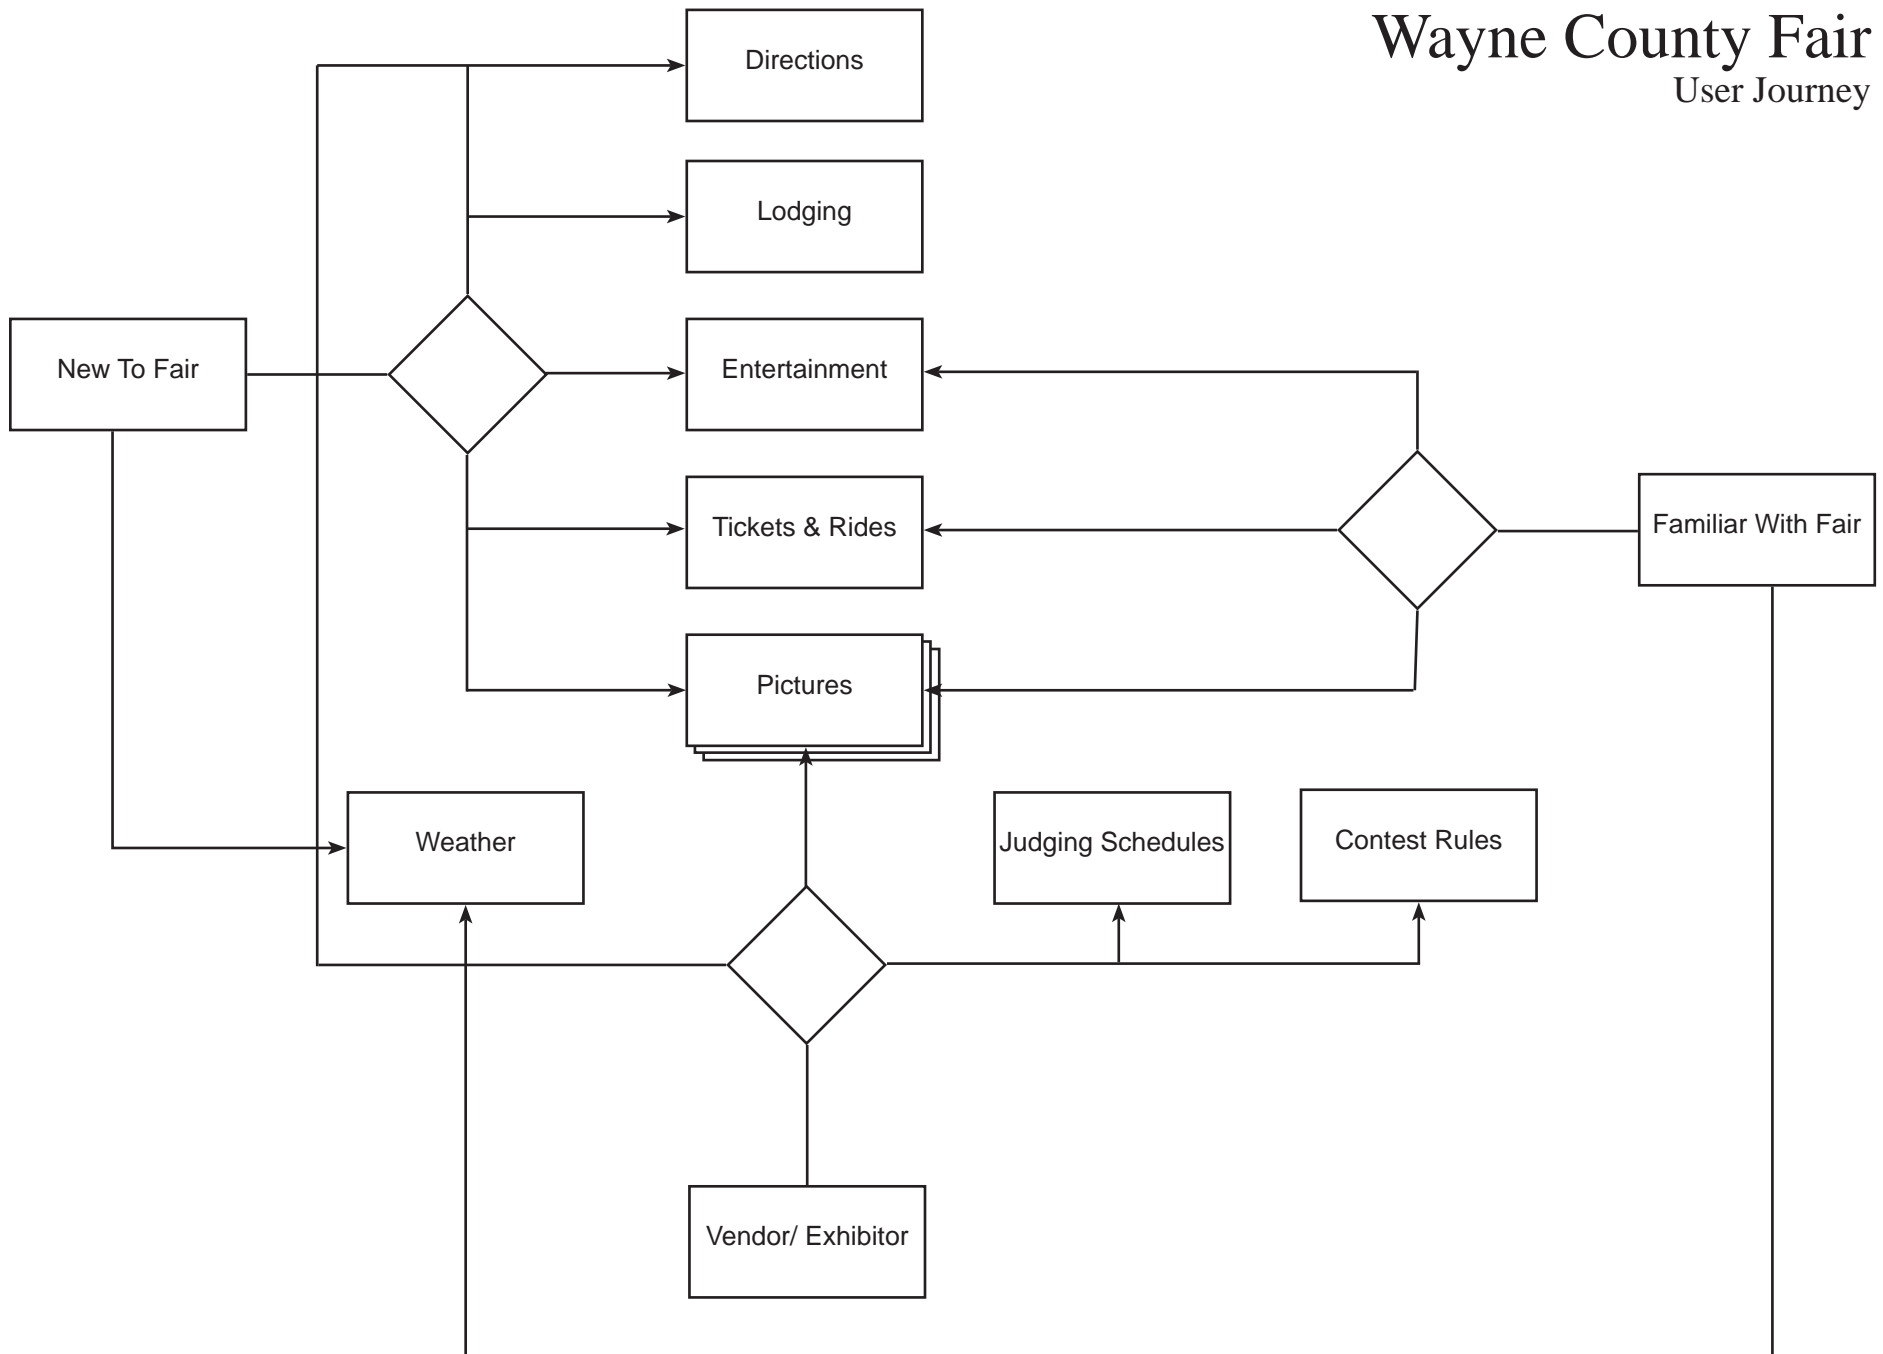 Wayne County Fair
User Journey
Directions
Lodging
New To Fair
Entertainment
Tickets & Rides
Familiar With Fair
Pictures
Weather
Judging Schedules
Contest Rules
Vendor/ Exhibitor